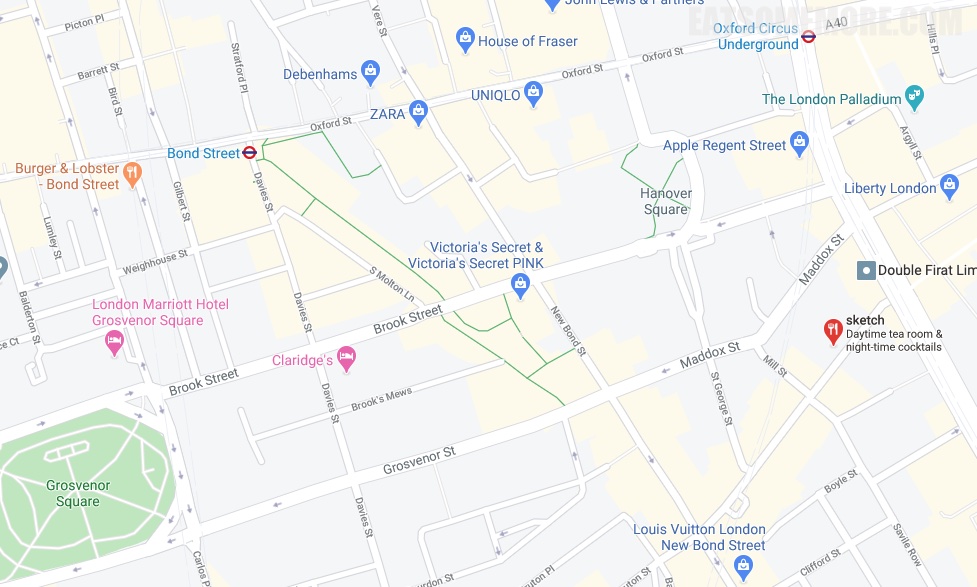 John Lewis & Partners
EATSOMEMORE.COM
Picton Pl
Vere St
Oxford Circus
Underground
A40
Hills Pl
House of Fraser
Stratford Pl
Barrett St
Debenhams
Oxford St
Oxford St
Bird St
UNIQLO
The London Palladium
ZARA
Oxford St
Argyll St
Bond Street
Apple Regent Street
Burger & Lobster
- Bond Street
Davies St
Gilbert St
Hanover
Square
Liberty London
Lumley St
Victoria's Secret &
Victoria's Secret PINK
Maddox St
Weighhouse St
S Molton Ln
Double Firat Lim
Balderton St
London Marriott Hotel
Grosvenor Square
Davies St
Brook Street
New Bond St
sketch
Daytime tea room &
night-time cocktails
ce Ct
Claridge's
Maddox St
Mill St
Brook Street
Davies St
Brook's Mews
St George St
Grosvenor St
Grosvenor
Square
Boyle St
Davies St
Louis Vuitton London
New Bond Street
Savile Row
Clifford St
Carlos P